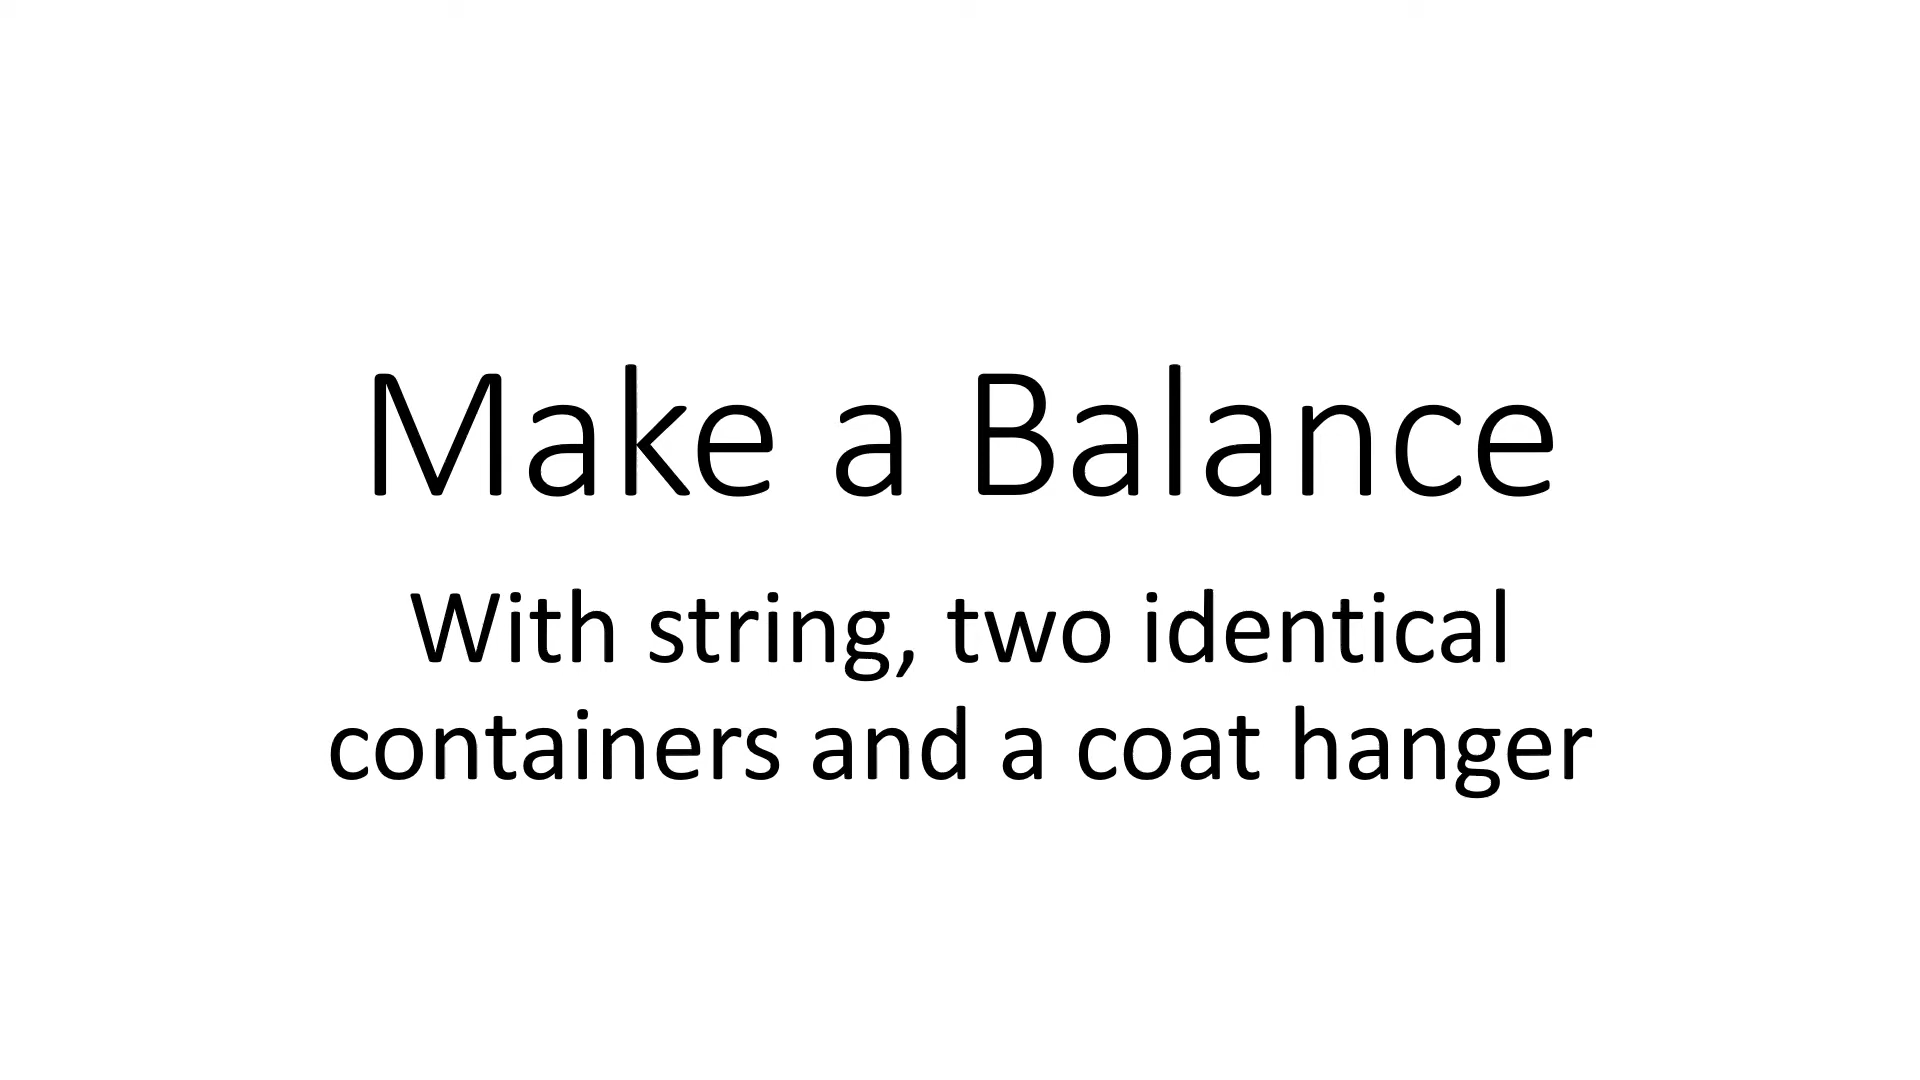 Make a Balance
With string, two identical
containers and a coat hanger